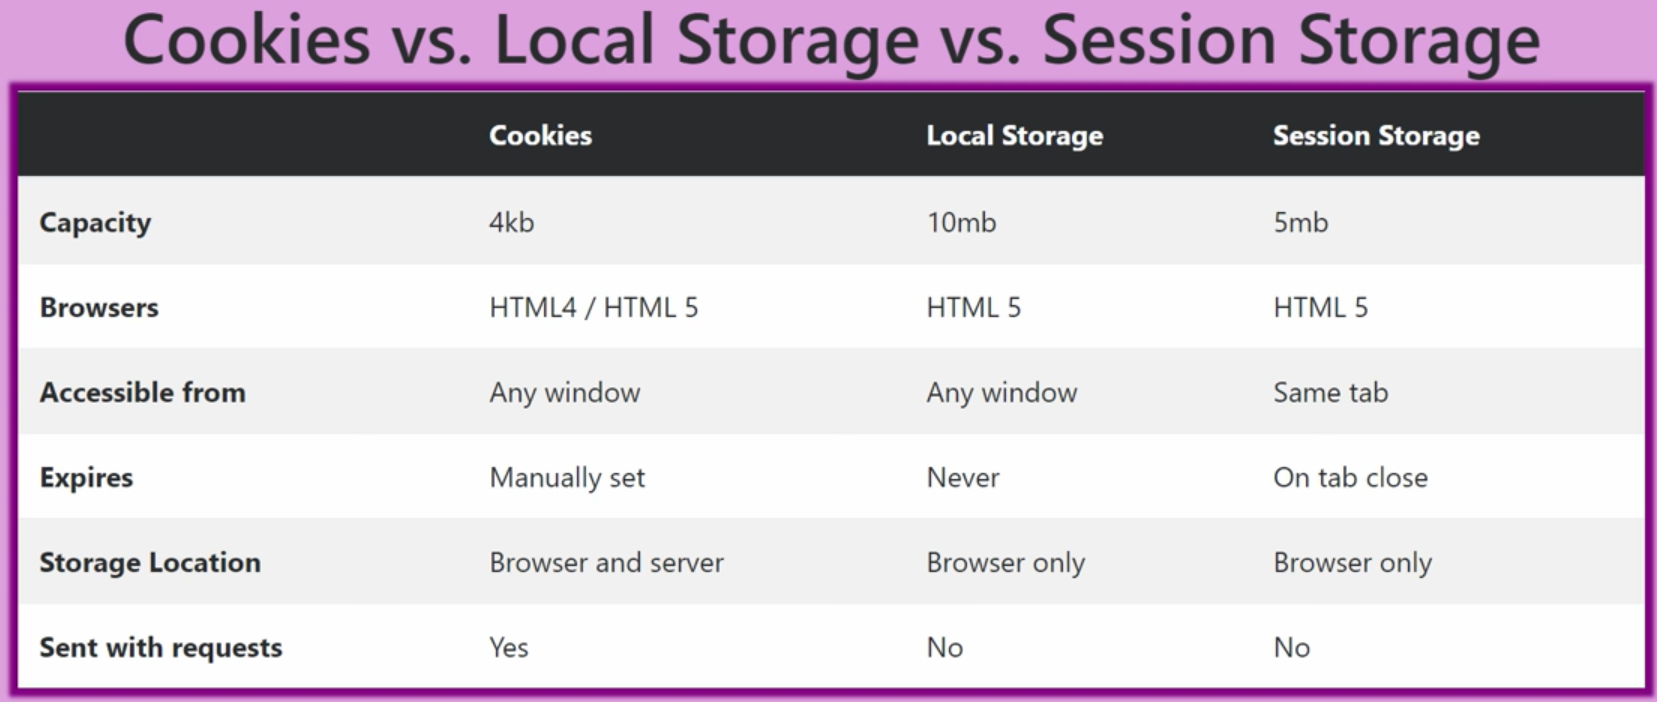 Cookies vs. Local Storage vs. Session Storage
Cookies Local Storage Session Storage
Capacity 4kb 10mb 5mb
Browsers HTML4 / HTML 5 HTML 5 HTML 5
Accessible from Any window Any window Same tab
Expires Manually set Never On tab close
Storage Location Browser and server Browser only Browser only
Sent with requests Yes No No